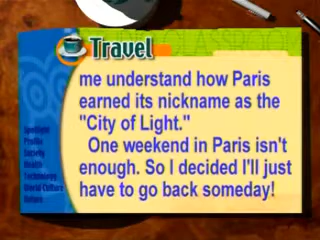 Travel
me understand how Paris
earned its nickname as the
"City of Light."
One weekend in Paris isn't
enough. So I decided I'll just
have to go back someday!
Spotlight
Profile
Society
Health
Technology
World Culture
Nature